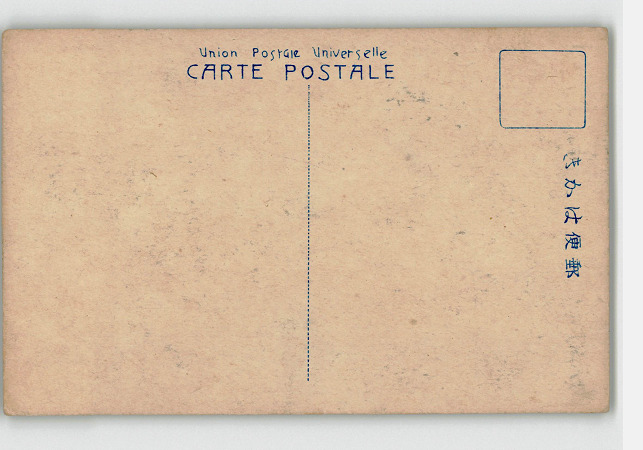 Union Postale Universelle
CARTE POSTALE
きかは便郵